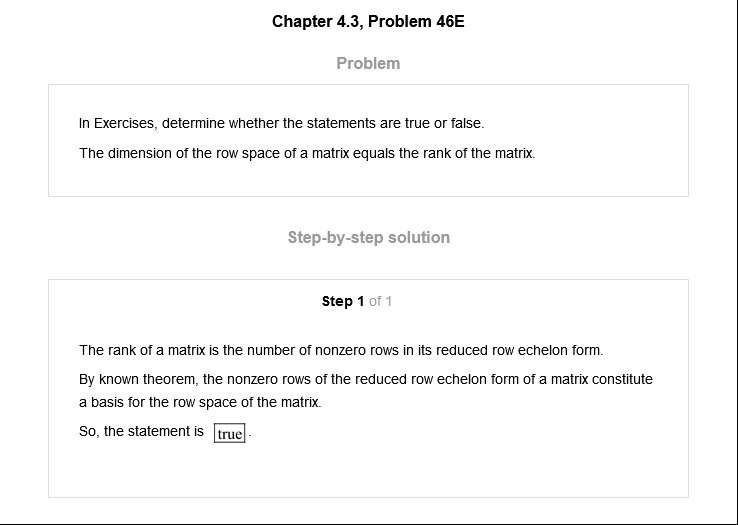 Chapter 4.3, Problem 46E
Problem
In Exercises, determine whether the statements are true or false.
The dimension of the row space of a matrix equals the rank of the matrix.
Step-by-step solution
Step 1 of 1
The rank of a matrix is the number of nonzero rows in its reduced row echelon form.
By known theorem, the nonzero rows of the reduced row echelon form of a matrix constitute
a basis for the row space of the matrix.
So, the statement is true.